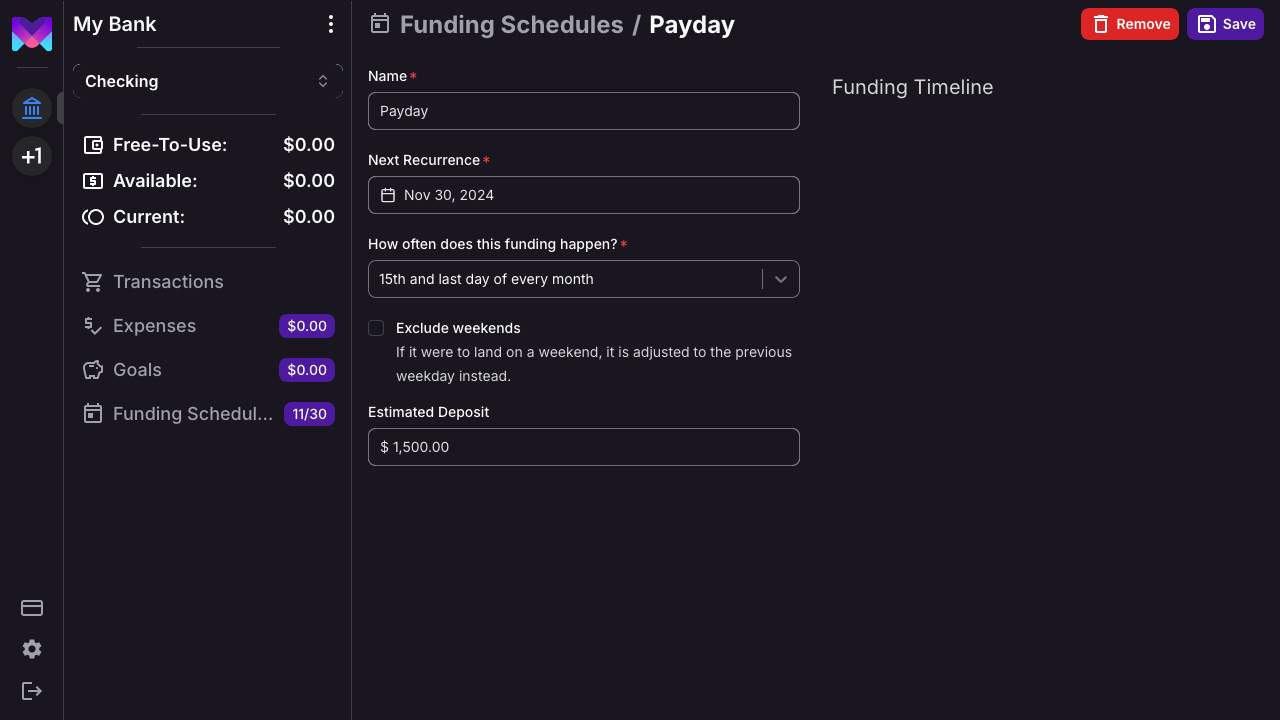 My Bank
Checking
Free-To-Use: $0.00
Available: $0.00
Current: $0.00
Transactions
Expenses $0.00
Goals $0.00
Funding Schedul... 11/30
+1
Funding Schedules / Payday
Remove
Save
Name *
Payday
Next Recurrence *
Nov 30, 2024
How often does this funding happen? *
15th and last day of every month
Exclude weekends
If it were to land on a weekend, it is adjusted to the previous
weekday instead.
Estimated Deposit
$ 1,500.00
Funding Timeline